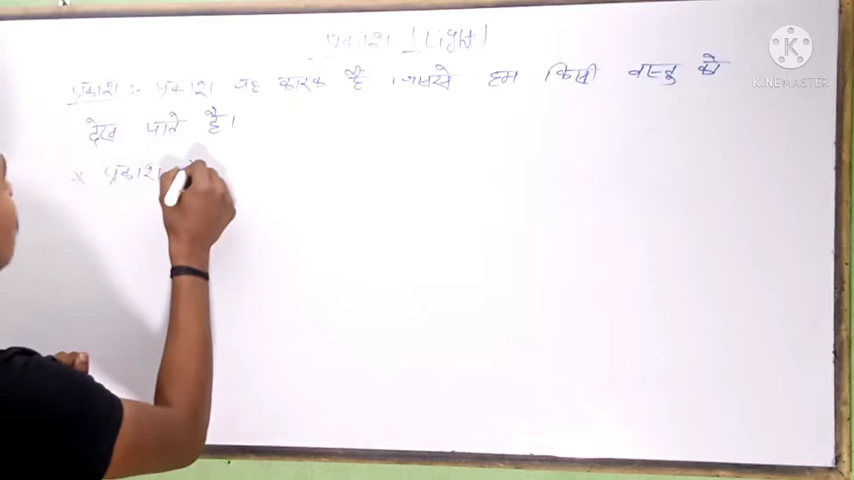 प्रकाश (Light)
प्रकाश :- प्रकाश वह कारक है जिससे हम किसी वस्तु को
देख पाते है।
* प्रकाश
K
KINEMASTER